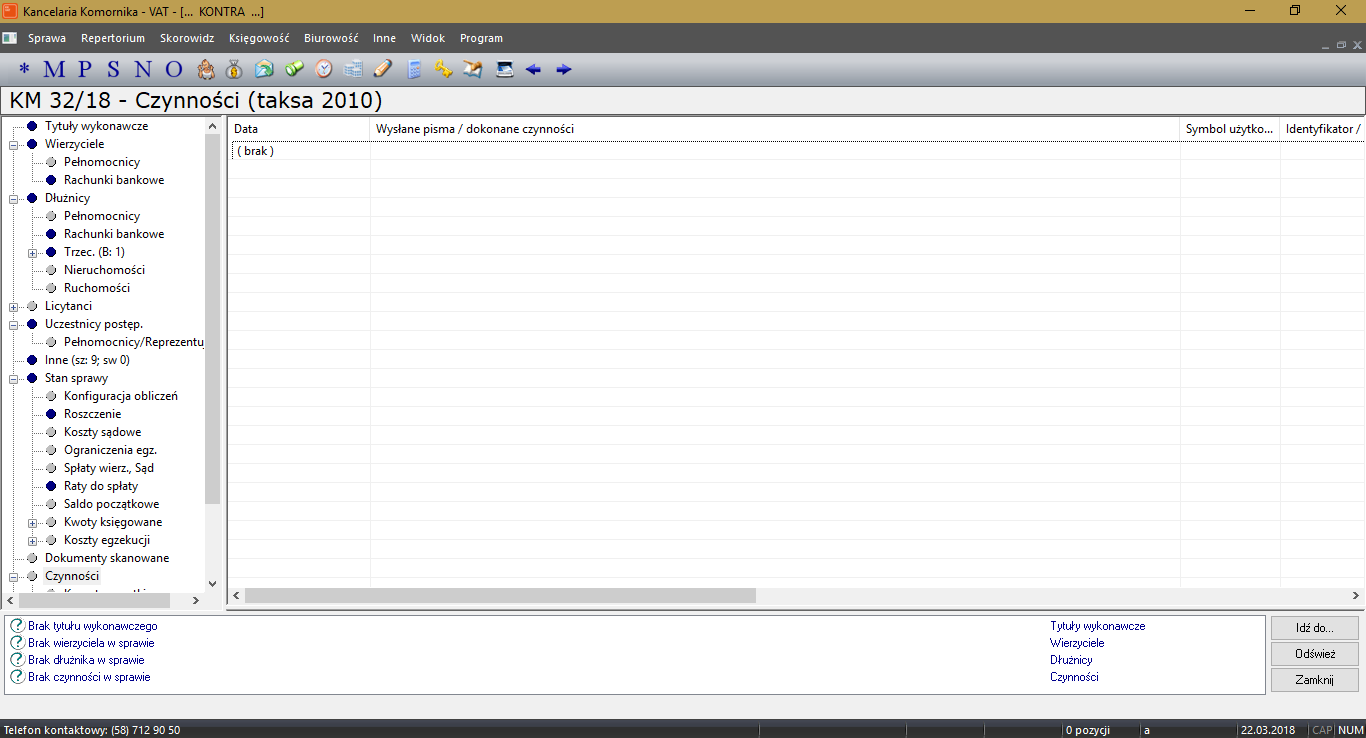 Kancelaria Komornika - VAT - [...  KONTRA  ...]
Sprawa Repertorium Skorowidz Księgowość Biurowość Inne Widok Program
* M P S N O
KM 32/18 - Czynności (taksa 2010)
Tytuły wykonawcze
Wierzyciele
Pełnomocnicy
Rachunki bankowe
Dłużnicy
Pełnomocnicy
Rachunki bankowe
Trzec. (B: 1)
Nieruchomości
Ruchomości
Licytanci
Uczestnicy postęp.
Pełnomocnicy/Reprezentuj
Inne (sz: 9; sw 0)
Stan sprawy
Konfiguracja obliczeń
Roszczenie
Koszty sądowe
Ograniczenia egz.
Spłaty wierz., Sąd
Raty do spłaty
Saldo początkowe
Kwoty księgowane
Koszty egzekucji
Dokumenty skanowane
Czynności
Data Wysłane pisma / dokonane czynności Symbol użytko... Identyfikator /
( brak )
Brak tytułu wykonawczego Tytuły wykonawcze
Brak wierzyciela w sprawie Wierzyciele
Brak dłużnika w sprawie Dłużnicy
Brak czynności w sprawie Czynności
Idź do...
Odśwież
Zamknij
Telefon kontaktowy: (58) 712 90 50 0 pozycji a 22.03.2018 CAP NUM